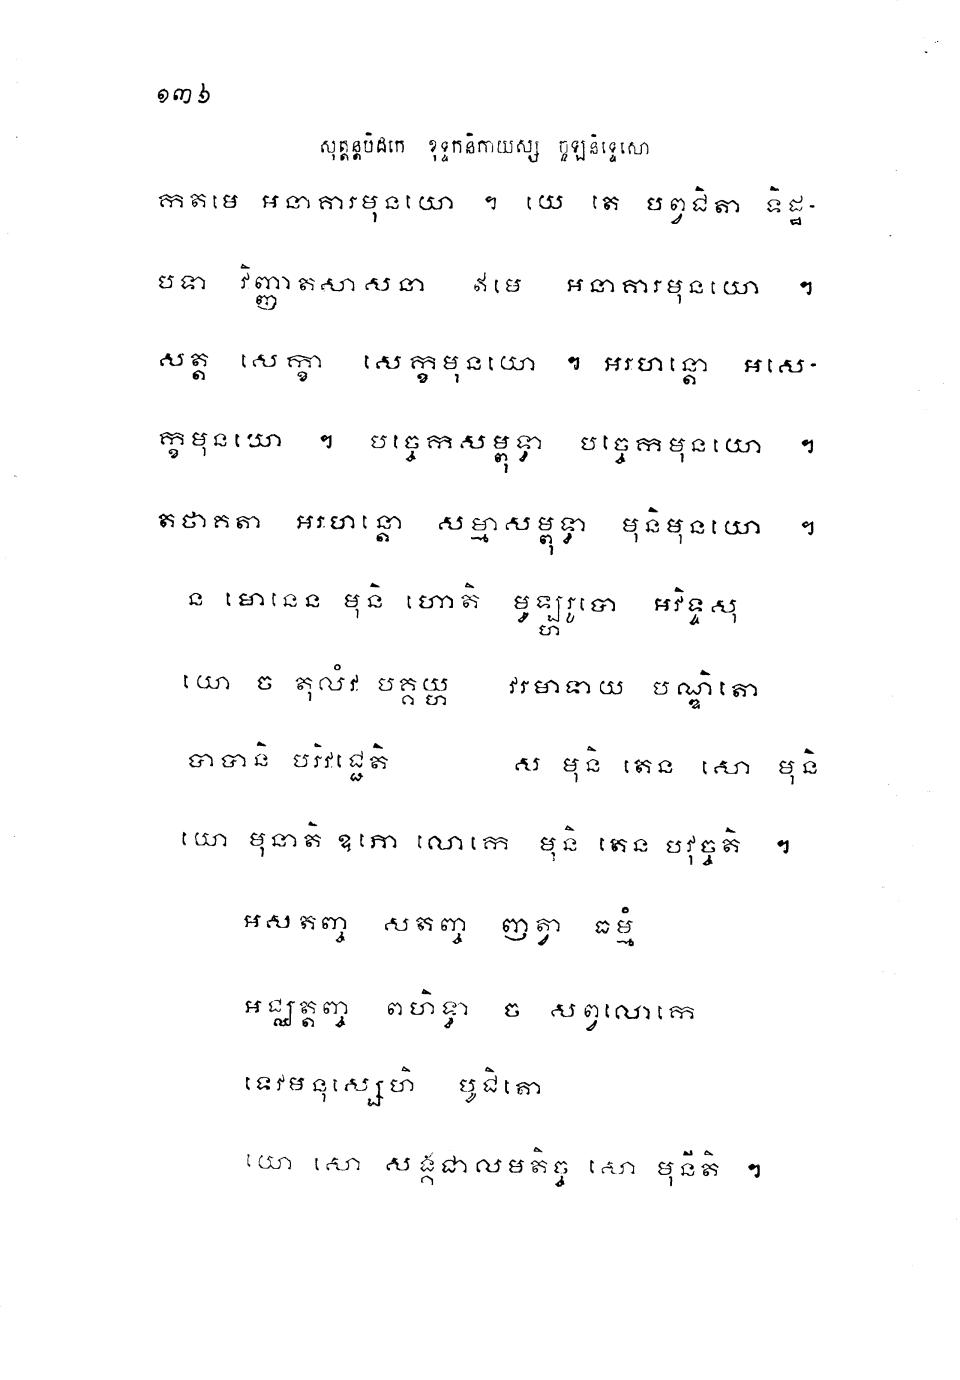 ១៣៦
សុត្តន្តបិដកេ ខុទ្ទកនិកាយស្ស ចូឡនិទ្ទេសោ
កតមេ អនាគារមុនយោ ។ យេ តេ បព្វជិតា ទិដ្ឋ-
បទា វិញ្ញាតសាសនា ឥមេ អនាគារមុនយោ ។
សត្ត សេក្ខា សេក្ខមុនយោ ។ អរហន្តោ អសេ-
ក្ខមុនយោ ។ បច្ចេកសម្ពុទ្ធា បច្ចេកមុនយោ ។
តថាគតា អរហន្តោ សម្មាសម្ពុទ្ធា មុនិមុនយោ ។
ន មោនេន មុនិ ហោតិ មូឡ្ហរូបោ អវិទ្ទសុ
យោ ច តុលំវ បគ្គយ្ហ វរមាទាយ បណ្ឌិតោ
បាបានិ បរិវជ្ជេតិ ស មុនិ តេន សោ មុនិ
យោ មុនាតិ ឧភោ លោកេ មុនិ តេន បវុច្ចតិ ។
អសតញ្ច សតញ្ច ញត្វា ធម្មំ
អជ្ឈត្តញ្ច ពហិទ្ធា ច សព្វលោកេ
ទេវមនុស្សេហិ បូជិតោ
យោ សោ សង្គជាលមតិច្ច សោ មុនីតិ ។